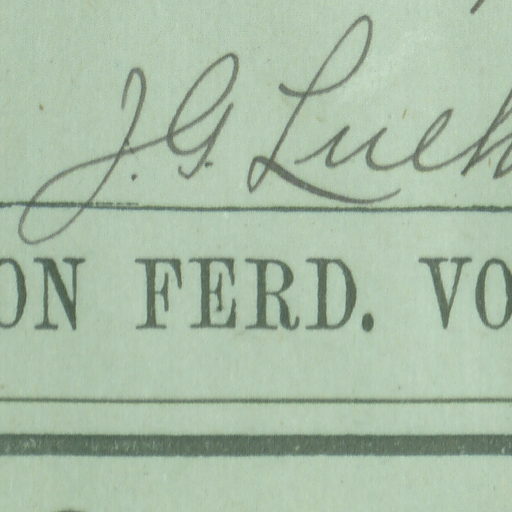 J. G. Lueh
ON FERD. VO